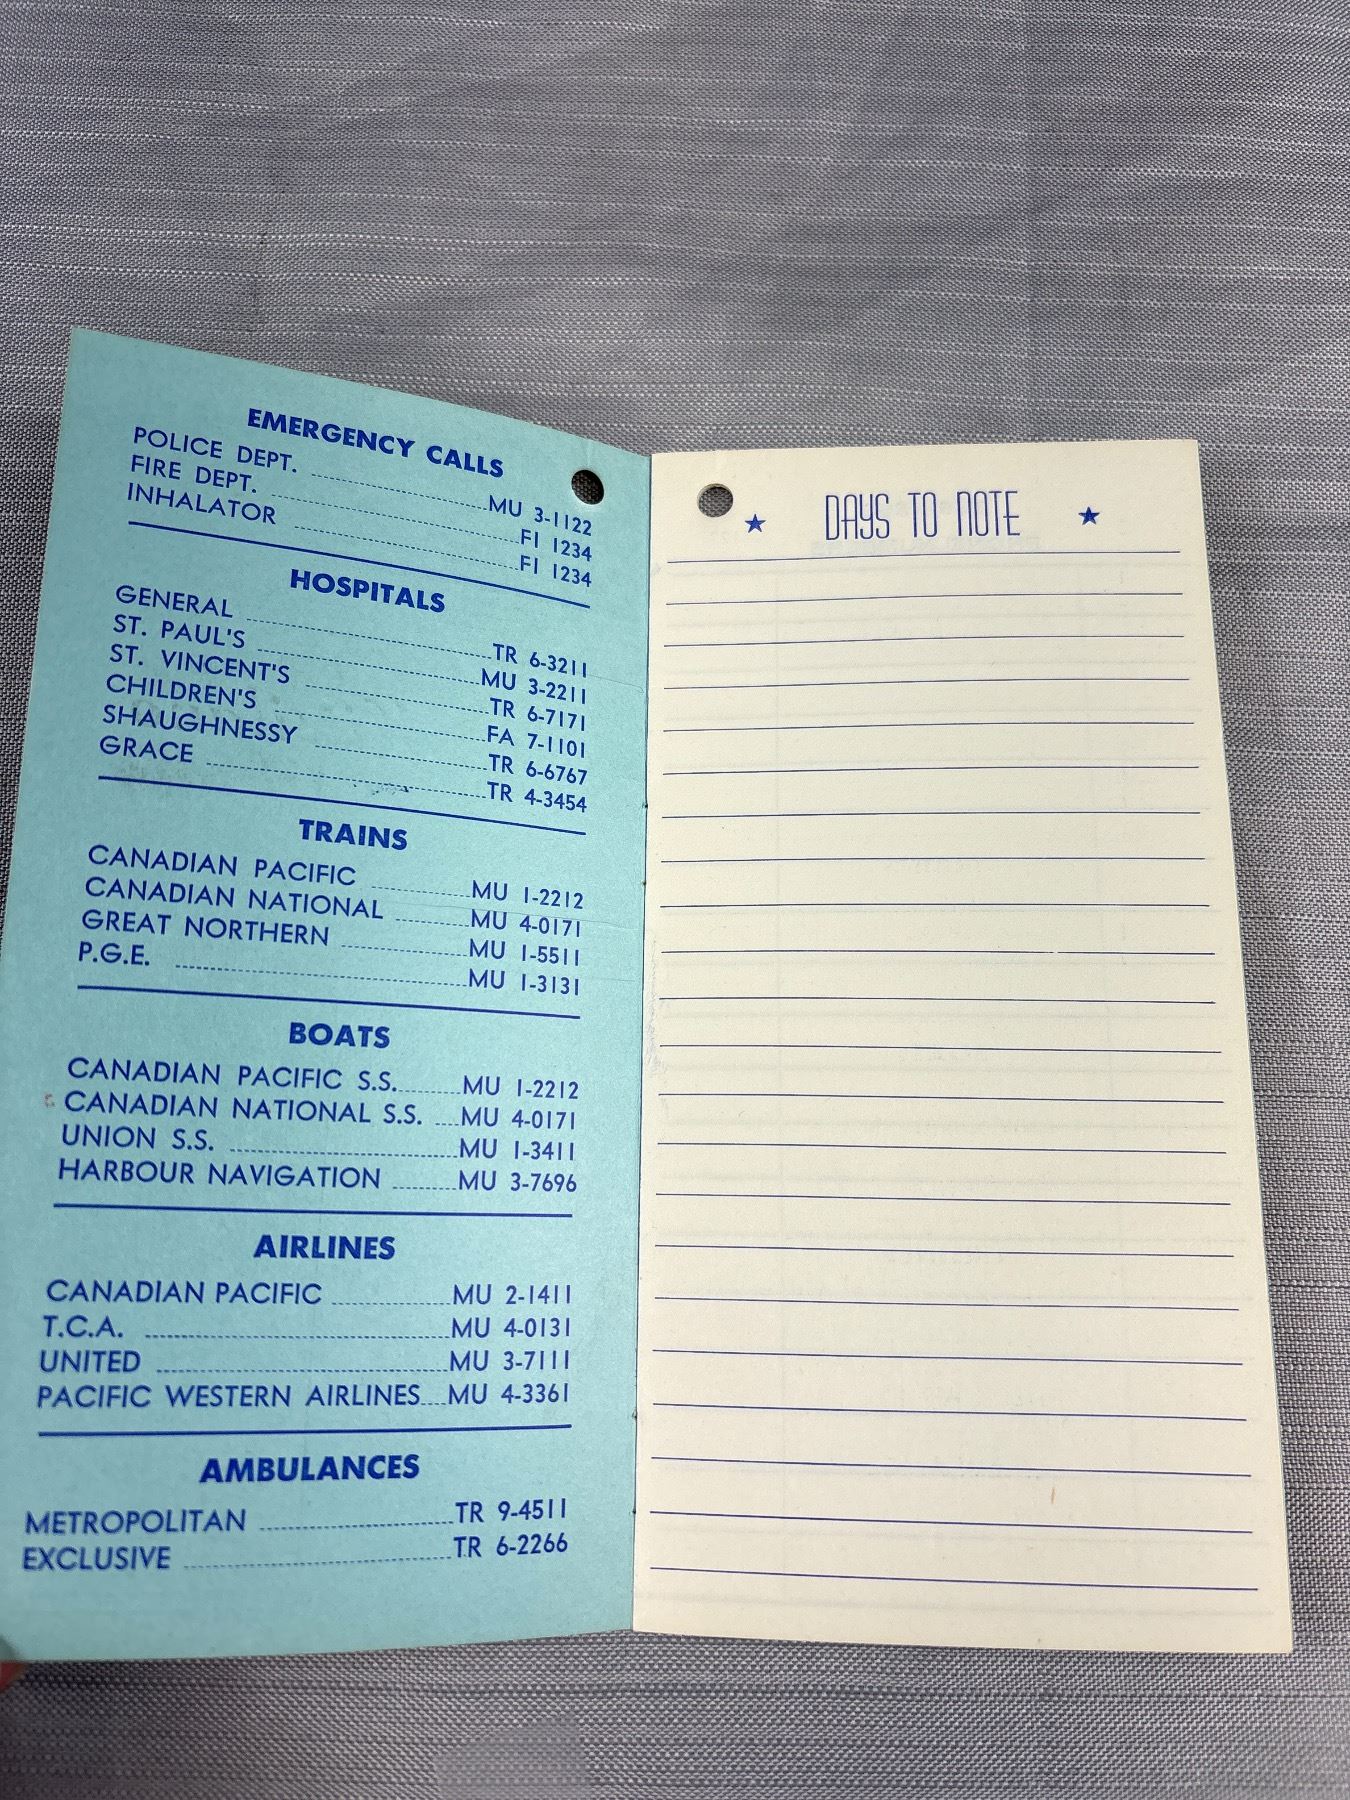 EMERGENCY CALLS
POLICE DEPT. MU 3-1122
FIRE DEPT. FI 1234
INHALATOR FI 1234
HOSPITALS
GENERAL TR 6-3211
ST. PAUL'S MU 3-2211
ST. VINCENT'S TR 6-7171
CHILDREN'S FA 7-1101
SHAUGHNESSY TR 6-6767
GRACE TR 4-3454
TRAINS
CANADIAN PACIFIC MU 1-2212
CANADIAN NATIONAL MU 4-0171
GREAT NORTHERN MU 1-5511
P.G.E. MU 1-3131
BOATS
CANADIAN PACIFIC S.S. MU 1-2212
CANADIAN NATIONAL S.S. MU 4-0171
UNION S.S. MU 1-3411
HARBOUR NAVIGATION MU 3-7696
AIRLINES
CANADIAN PACIFIC MU 2-1411
T.C.A. MU 4-0131
UNITED MU 3-7111
PACIFIC WESTERN AIRLINES MU 4-3361
AMBULANCES
METROPOLITAN TR 9-4511
EXCLUSIVE TR 6-2266
★ DAYS TO NOTE ★